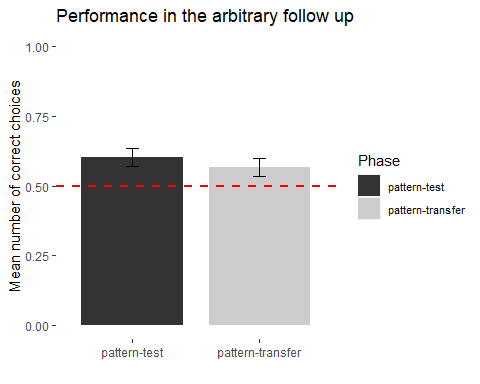 Performance in the arbitrary follow up
Mean number of correct choices
1.00
0.75
0.50
0.25
0.00
pattern-test
pattern-transfer
Phase
pattern-test
pattern-transfer